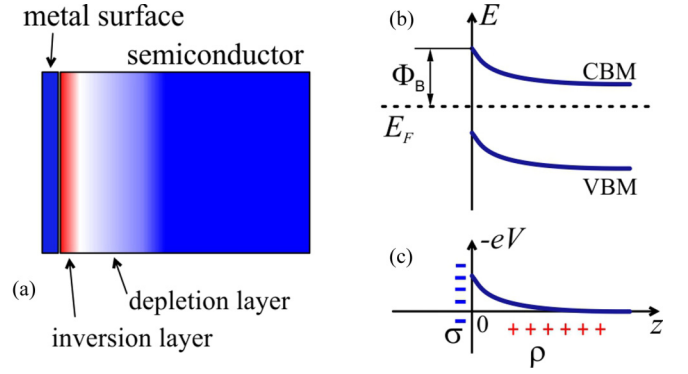 metal surface
semiconductor
(a)
depletion layer
inversion layer
(b)
E
Φ_B
CBM
E_F
VBM
(c)
-eV
σ
0
z
ρ